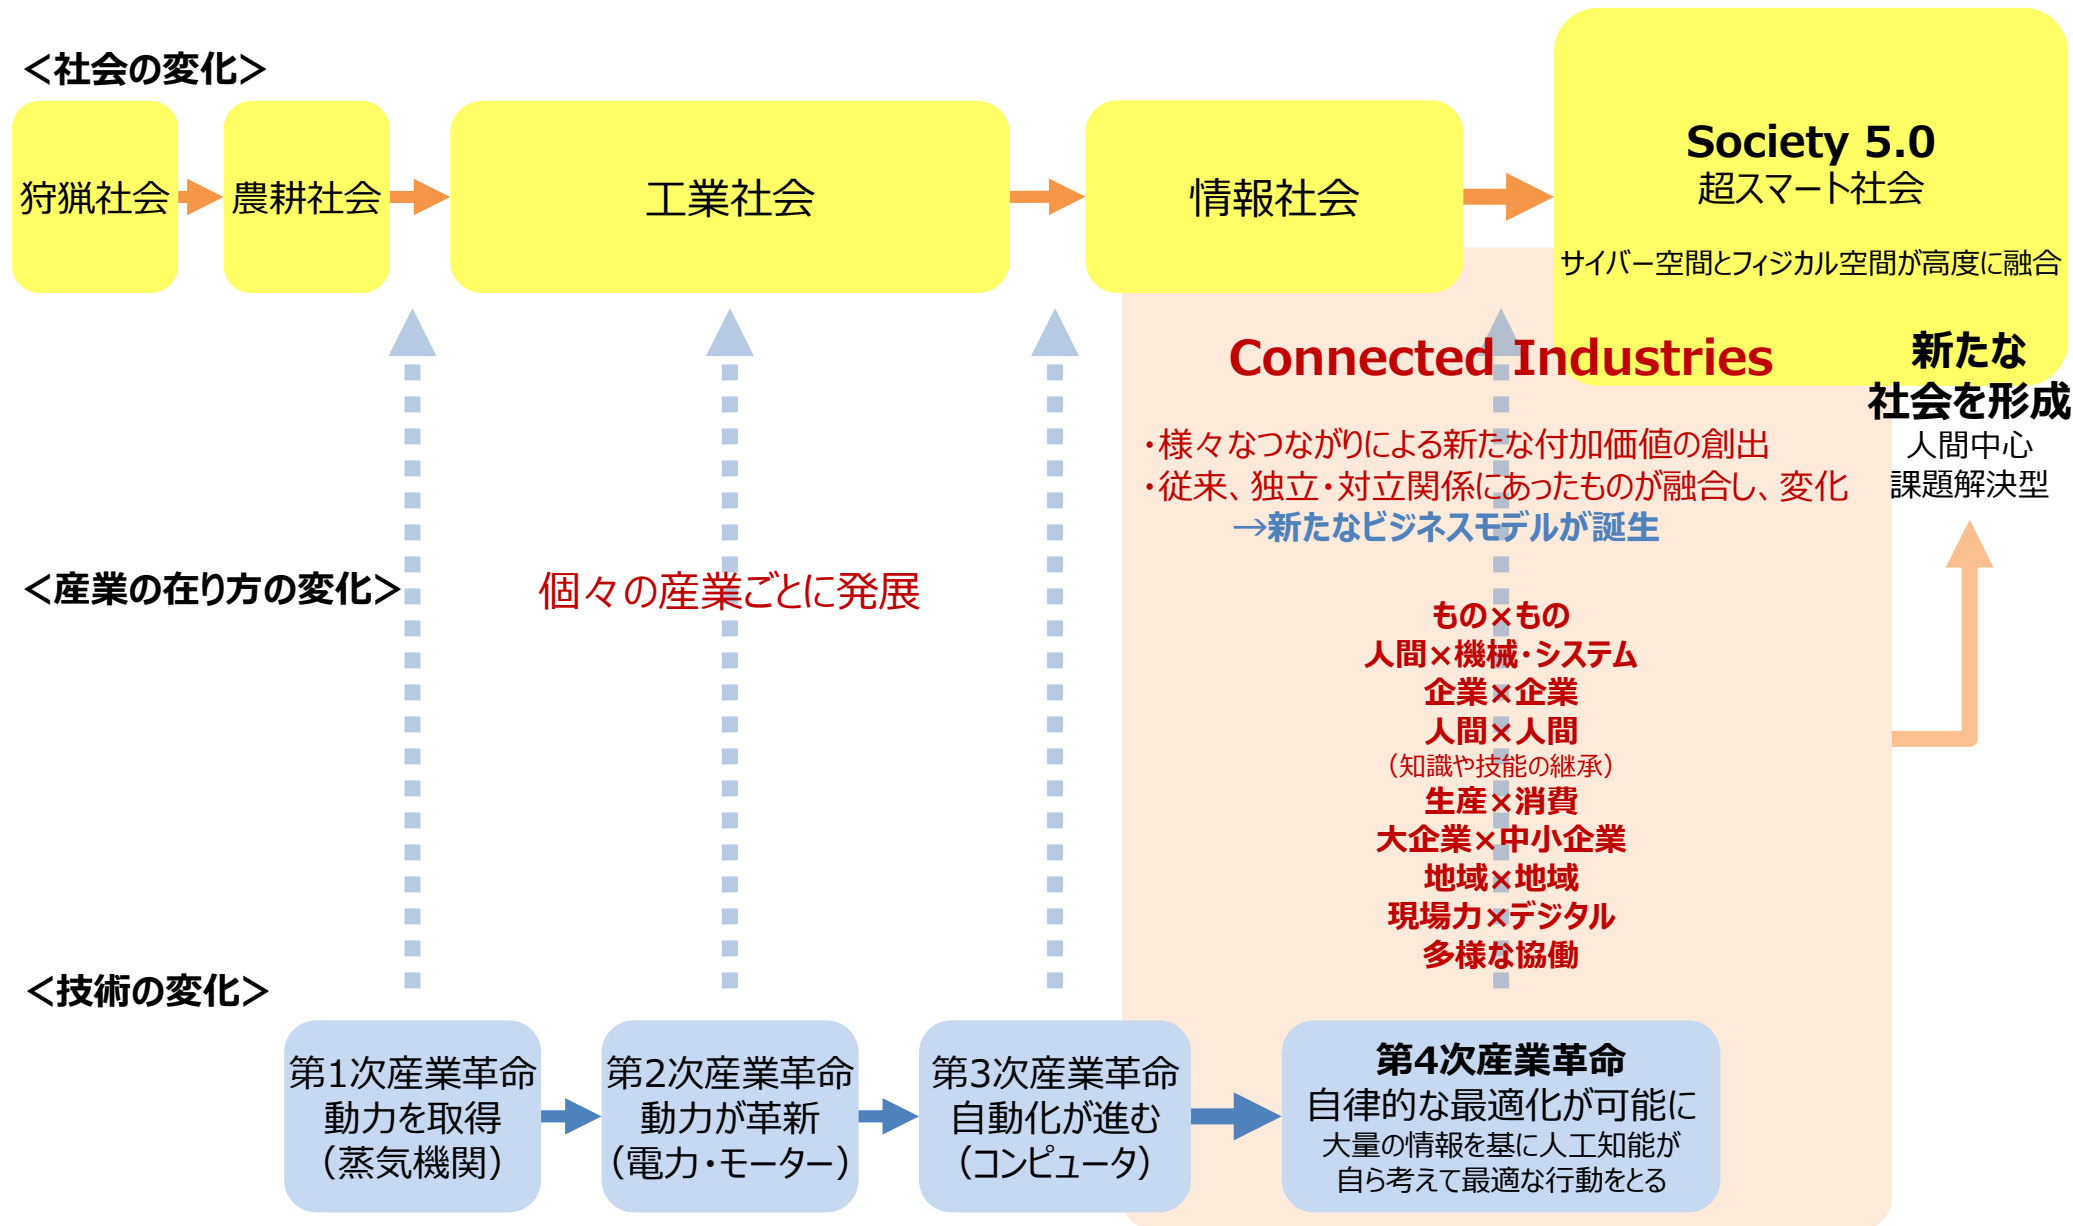 ＜社会の変化＞
狩猟社会
農耕社会
工業社会
情報社会
Society 5.0
超スマート社会
サイバー空間とフィジカル空間が高度に融合
Connected Industries
・様々なつながりによる新たな付加価値の創出
・従来、独立・対立関係にあったものが融合し、変化
→新たなビジネスモデルが誕生
新たな
社会を形成
人間中心
課題解決型
＜産業の在り方の変化＞
個々の産業ごとに発展
もの×もの
人間×機械・システム
企業×企業
人間×人間
（知識や技能の継承）
生産×消費
大企業×中小企業
地域×地域
現場力×デジタル
多様な協働
＜技術の変化＞
第1次産業革命
動力を取得
（蒸気機関）
第2次産業革命
動力が革新
（電力・モーター）
第3次産業革命
自動化が進む
（コンピュータ）
第4次産業革命
自律的な最適化が可能に
大量の情報を基に人工知能が
自ら考えて最適な行動をとる